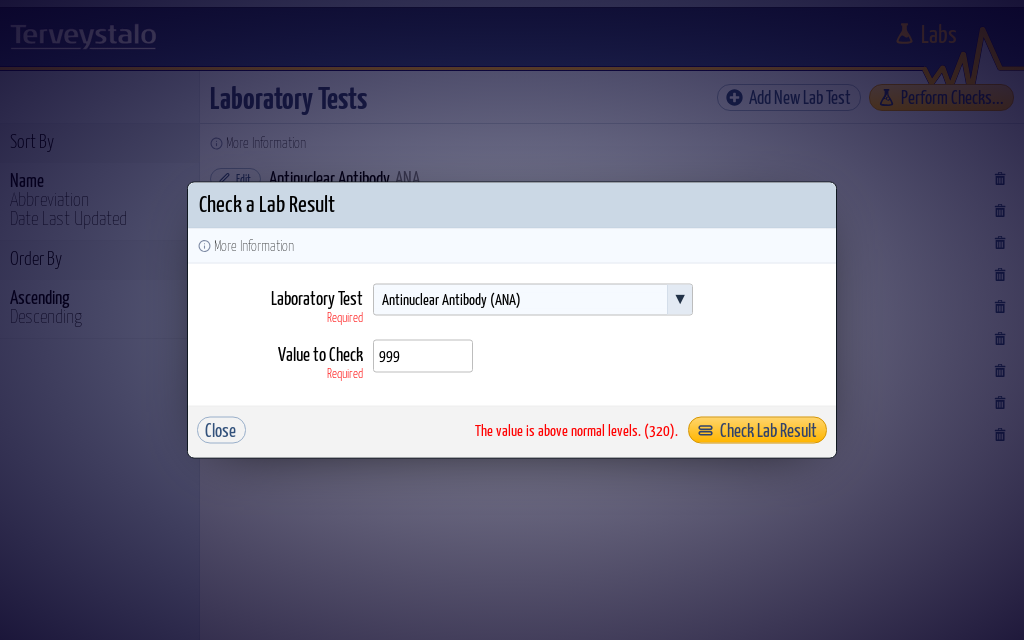 Terveystalo
Labs
Laboratory Tests
Add New Lab Test
Perform Checks...
More Information
Sort By
Name
Abbreviation
Date Last Updated
Order By
Ascending
Descending
Edit
Antinuclear Antibody ANA
Check a Lab Result
More Information
Laboratory Test
Required
Antinuclear Antibody (ANA)
Value to Check
Required
999
Close
The value is above normal levels. (320).
Check Lab Result